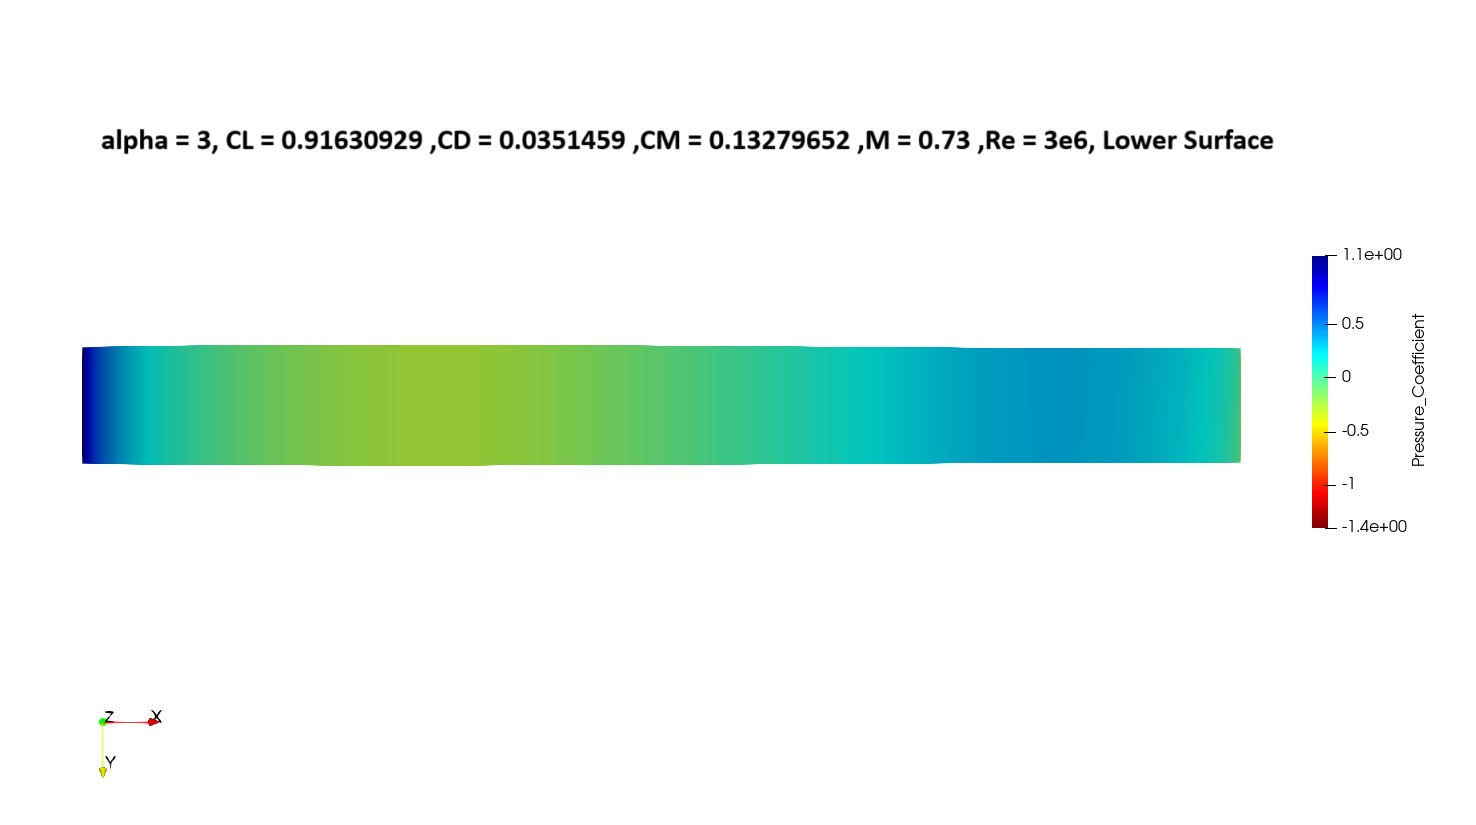 alpha = 3, CL = 0.91630929 ,CD = 0.0351459 ,CM = 0.13279652 ,M = 0.73 ,Re = 3e6, Lower Surface
1.1e+00
0.5
0
-0.5
-1
-1.4e+00
Pressure_Coefficient
Z
X
Y